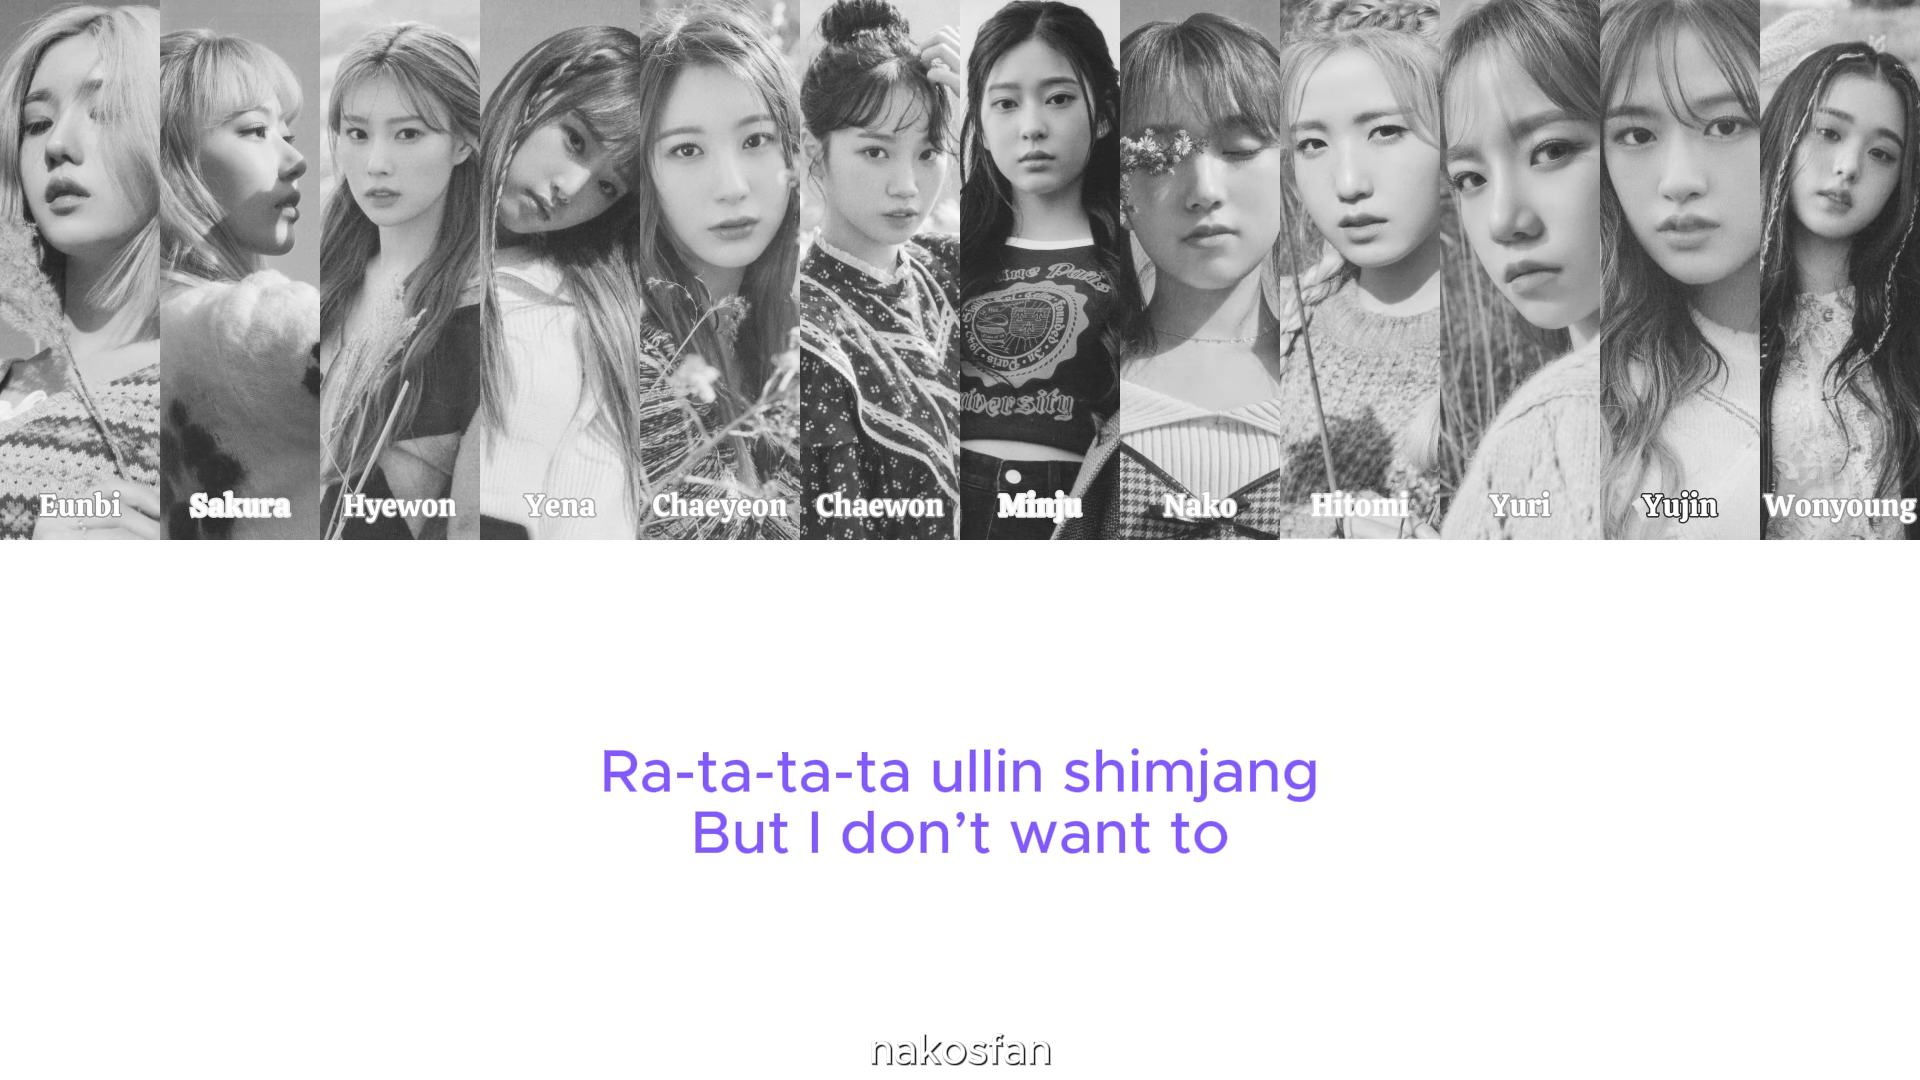 Eunbi Sakura Hyewon Yena Chaeyeon Chaewon Minju Nako Hitomi Yuri Yujin Wonyoung
Ra-ta-ta-ta ullin shimjang
But I don’t want to
nakosfan